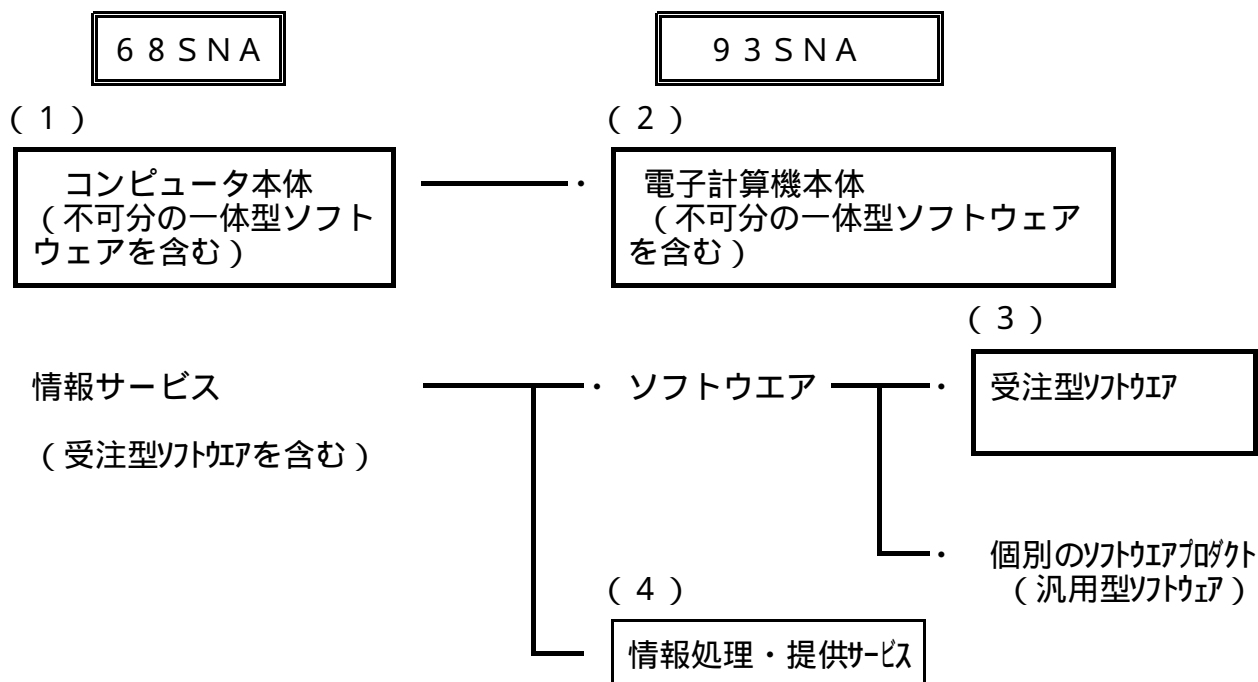 ６８ＳＮＡ
９３ＳＮＡ
（１）
（２）
コンピュータ本体
（不可分の一体型ソフト
ウェアを含む）
電子計算機本体
（不可分の一体型ソフトウェア
を含む）
（３）
情報サービス
ソフトウエア
受注型ｿﾌﾄｳｴｱ
（受注型ｿﾌﾄｳｴｱを含む）
個別のｿﾌﾄｳｴｱﾌﾟﾛﾀﾞｸﾄ
（汎用型ｿﾌﾄｳｪｱ）
（４）
情報処理・提供ｻｰﾋﾞｽ